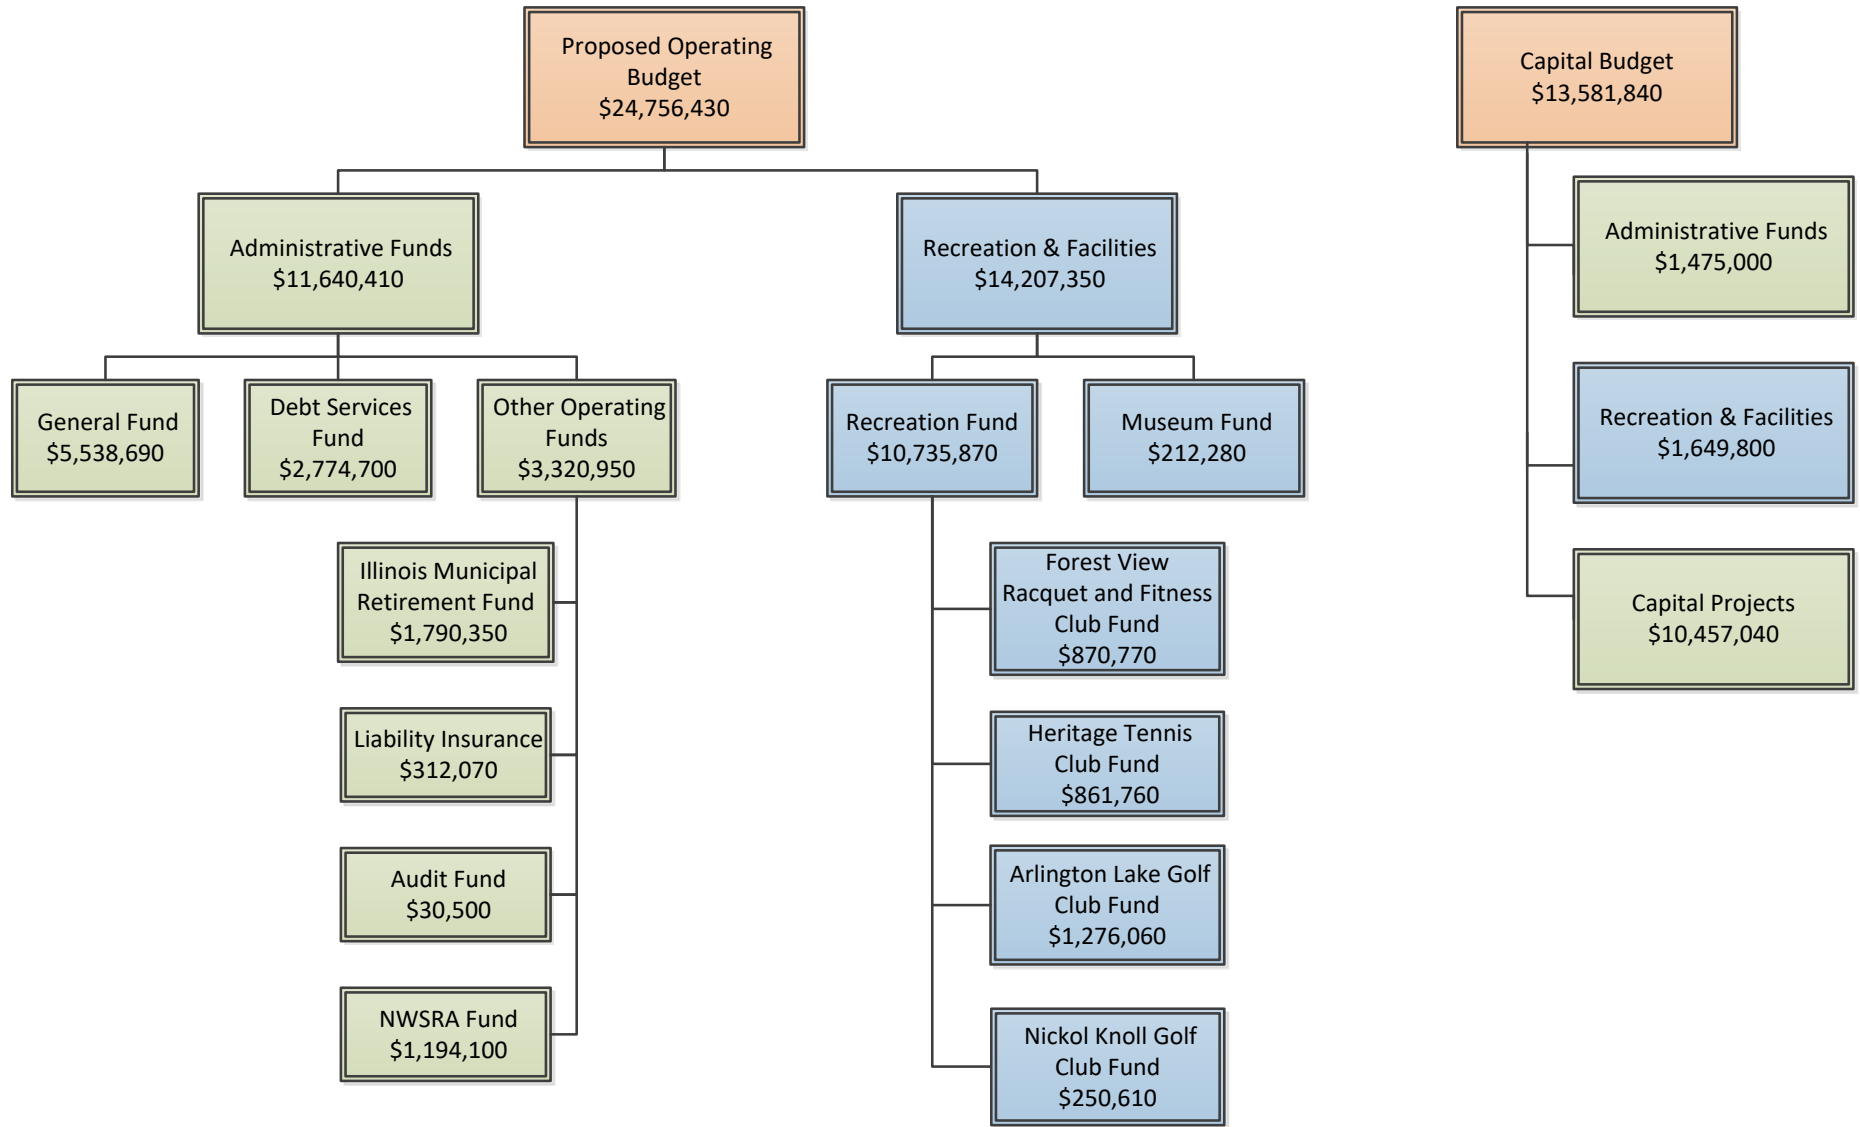 Proposed Operating
Budget
$24,756,430
Capital Budget
$13,581,840
Administrative Funds
$11,640,410
Recreation & Facilities
$14,207,350
Administrative Funds
$1,475,000
General Fund
$5,538,690
Debt Services
Fund
$2,774,700
Other Operating
Funds
$3,320,950
Recreation Fund
$10,735,870
Museum Fund
$212,280
Recreation & Facilities
$1,649,800
Illinois Municipal
Retirement Fund
$1,790,350
Liability Insurance
$312,070
Audit Fund
$30,500
NWSRA Fund
$1,194,100
Forest View
Racquet and Fitness
Club Fund
$870,770
Heritage Tennis
Club Fund
$861,760
Arlington Lake Golf
Club Fund
$1,276,060
Nickol Knoll Golf
Club Fund
$250,610
Capital Projects
$10,457,040